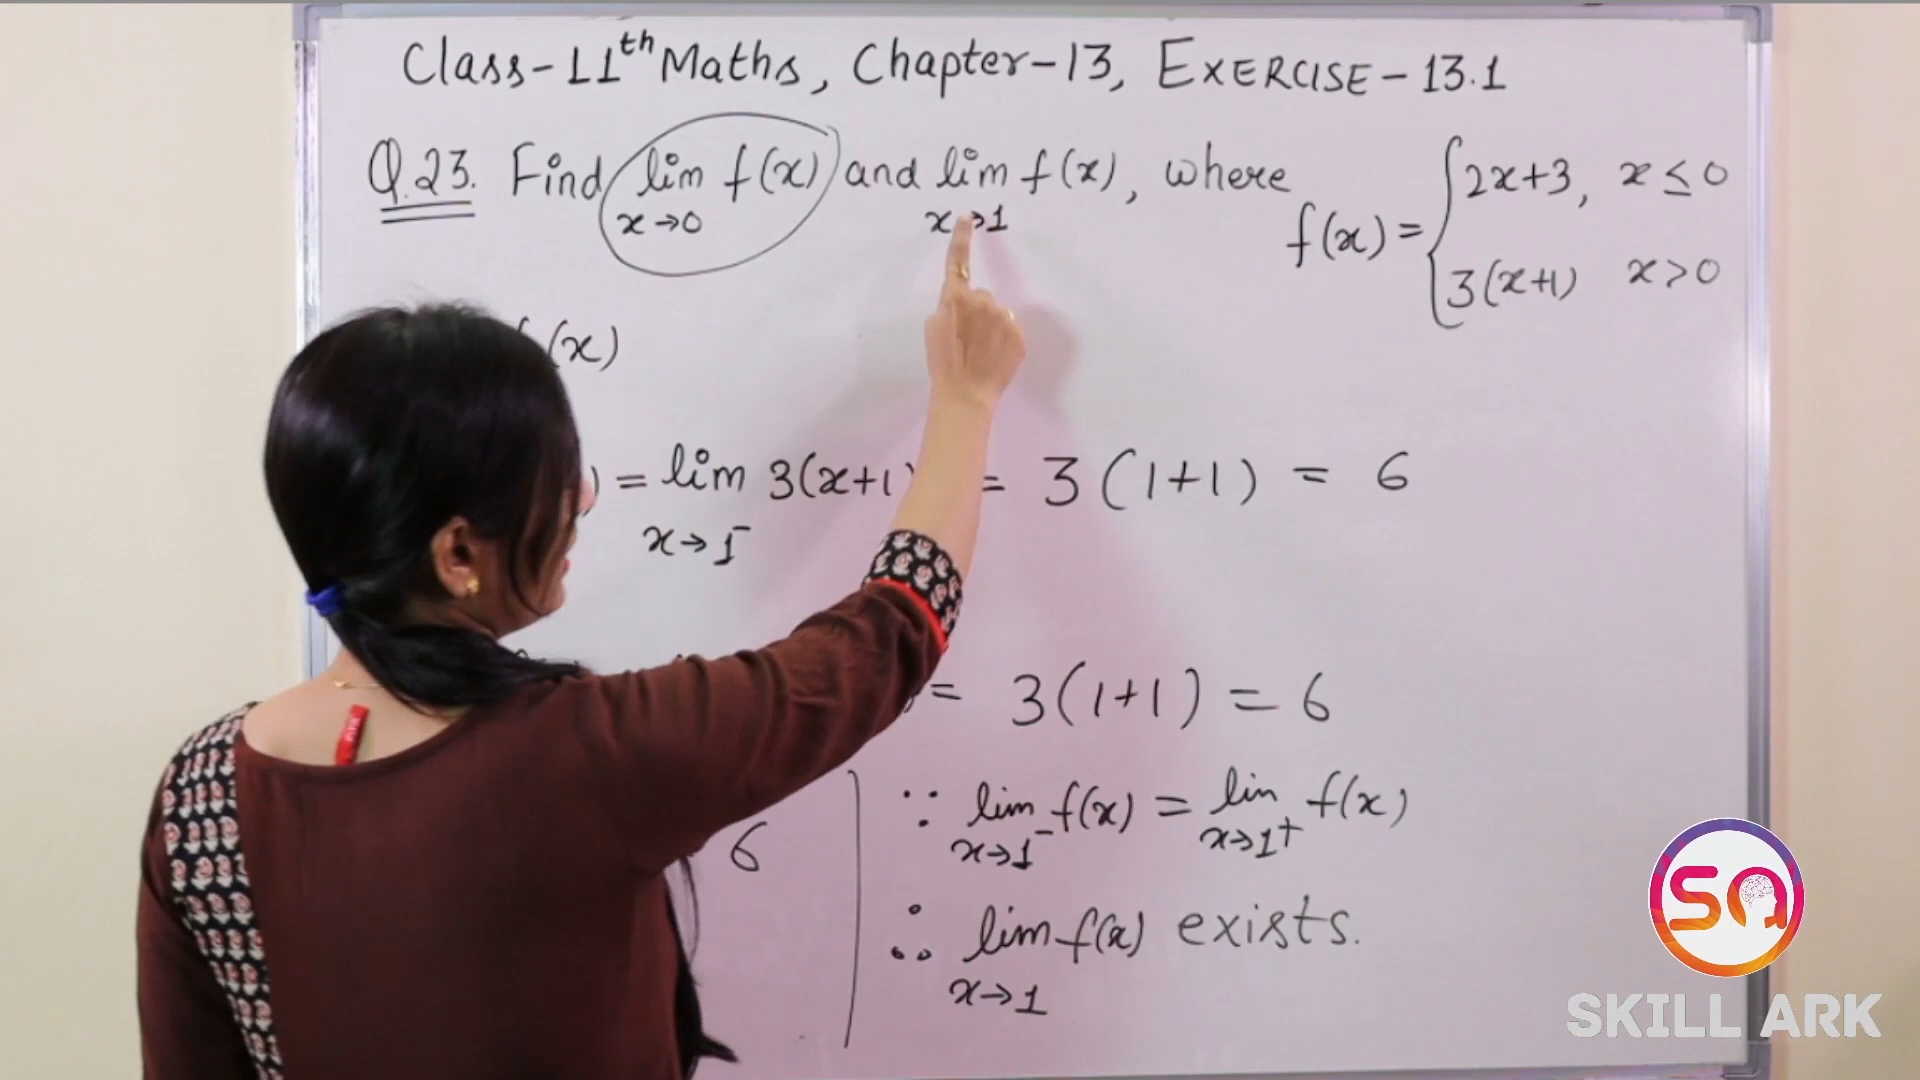 Class-11th Maths, Chapter-13, EXERCISE-13.1
Q.23. Find lim f(x) and lim f(x), where
x→0 x→1
f(x) = { 2x+3, x ≤ 0
3(x+1) x > 0
(x)
) = lim 3(x+1) = 3(1+1) = 6
x→1⁻
= 3(1+1) = 6
6
∵ lim f(x) = lim f(x)
x→1⁻ x→1⁺
∴ lim f(x) exists.
x→1
SA
SKILL ARK